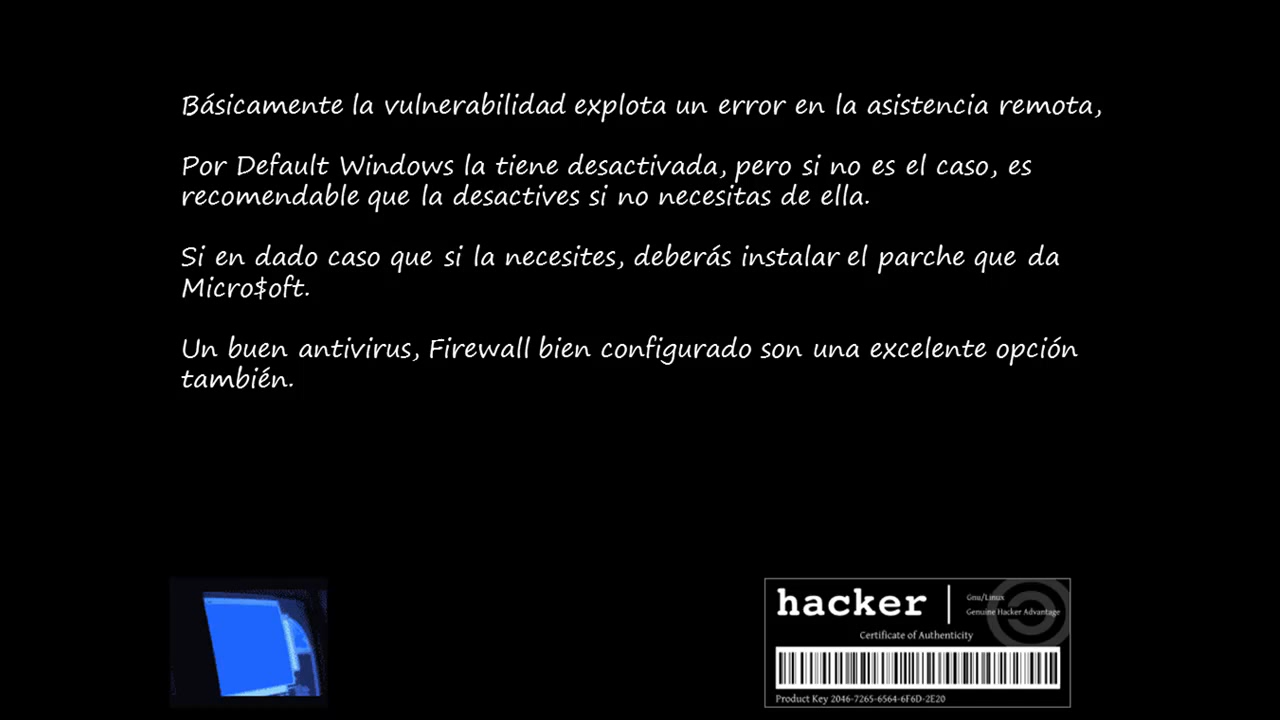 Básicamente la vulnerabilidad explota un error en la asistencia remota,
Por Default Windows la tiene desactivada, pero si no es el caso, es
recomendable que la desactives si no necesitas de ella.
Si en dado caso que si la necesites, deberás instalar el parche que da
Micro$oft.
Un buen antivirus, Firewall bien configurado son una excelente opción
también.
hacker
Gnu/Linux
Genuine Hacker Advantage
Certificate of Authenticity
Product Key 2046-7265-6564-6F6D-2E20